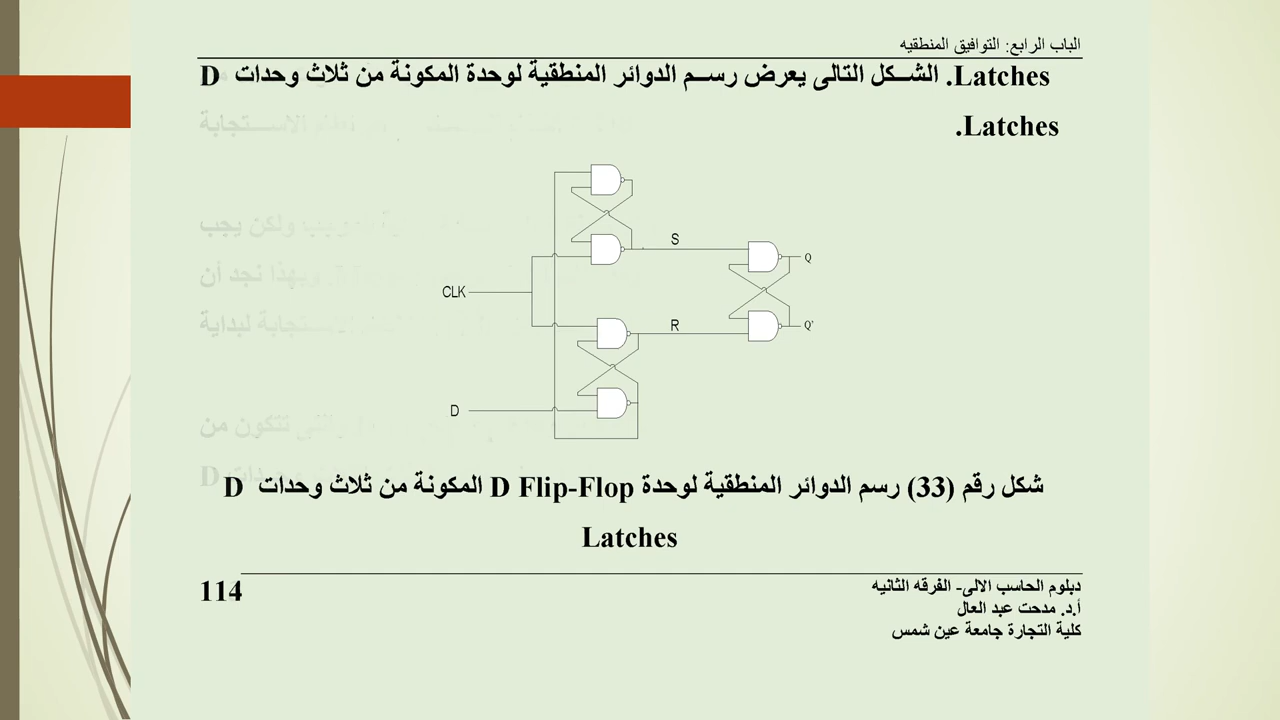 الباب الرابع: التوافيق المنطقيه
Latches. الشكل التالى يعرض رسم الدوائر المنطقية لوحدة المكونة من ثلاث وحدات D
Latches.
S
Q
CLK
R
Q'
D
شكل رقم (33) رسم الدوائر المنطقية لوحدة D Flip-Flop المكونة من ثلاث وحدات D
Latches
114
دبلوم الحاسب الالى- الفرقه الثانيه
أ.د. مدحت عبد العال
كلية التجارة جامعة عين شمس